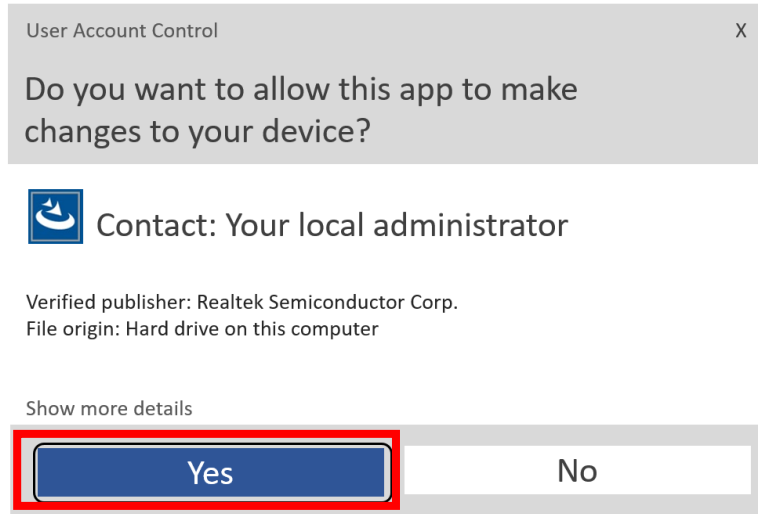 User Account Control
X
Do you want to allow this app to make
changes to your device?
Contact: Your local administrator
Verified publisher: Realtek Semiconductor Corp.
File origin: Hard drive on this computer
Show more details
Yes
No